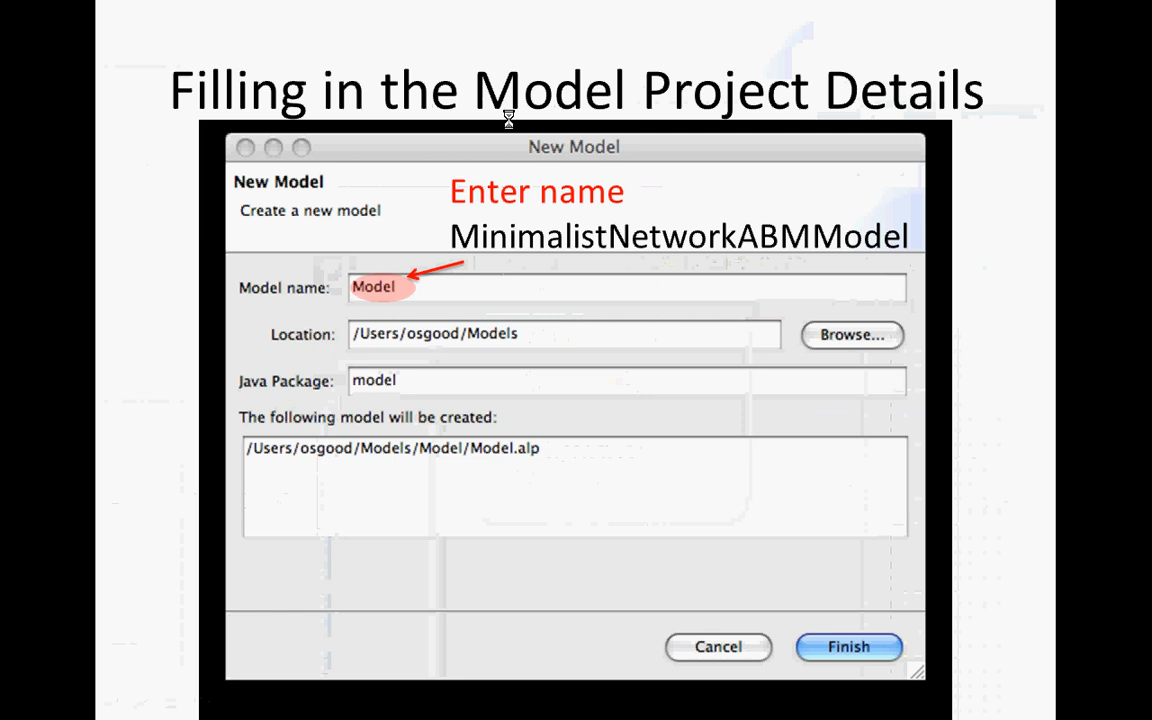 Filling in the Model Project Details
New Model
New Model
Create a new model
Enter name
MinimalistNetworkABMModel
Model name: Model
Location: /Users/osgood/Models Browse...
Java Package: model
The following model will be created:
/Users/osgood/Models/Model/Model.alp
Cancel Finish